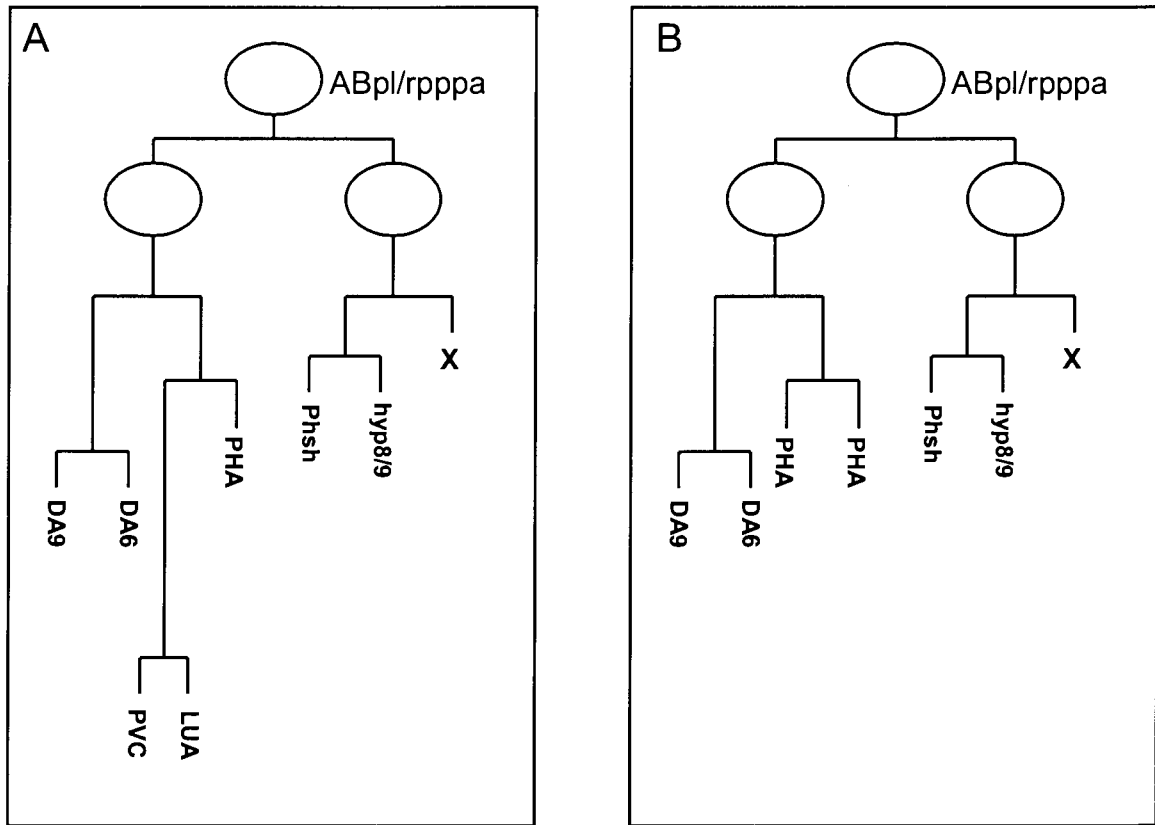 A
ABpl/rpppa
X
Phsh
hyp8/9
PHA
DA9
DA6
PVC
LUA
B
ABpl/rpppa
X
Phsh
hyp8/9
PHA
PHA
DA9
DA6